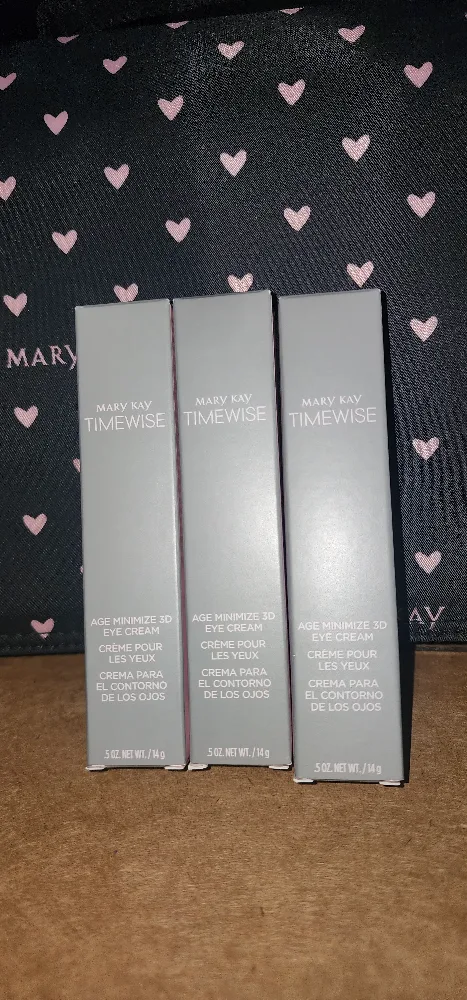 MARY
MARY KAY
TIMEWISE
AGE MINIMIZE 3D
EYE CREAM
CRÈME POUR
LES YEUX
CREMA PARA
EL CONTORNO
DE LOS OJOS
.5 OZ. NET WT. / 14 g
MARY KAY
TIMEWISE
AGE MINIMIZE 3D
EYE CREAM
CRÈME POUR
LES YEUX
CREMA PARA
EL CONTORNO
DE LOS OJOS
.5 OZ. NET WT. / 14 g
MARY KAY
TIMEWISE
AGE MINIMIZE 3D
EYE CREAM
CRÈME POUR
LES YEUX
CREMA PARA
EL CONTORNO
DE LOS OJOS
.5 OZ. NET WT. / 14 g
AY